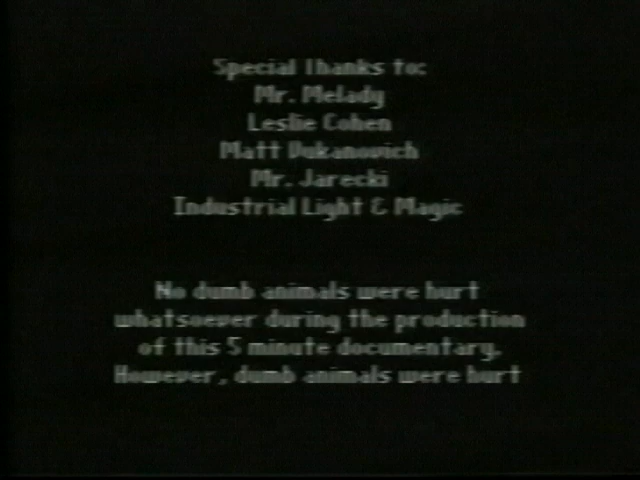 Special Thanks to:
Mr. Melady
Leslie Cohen
Matt Vukanovich
Mr. Jarecki
Industrial Light & Magic
No dumb animals were hurt
whatsoever during the production
of this 5 minute documentary.
However, dumb animals were hurt